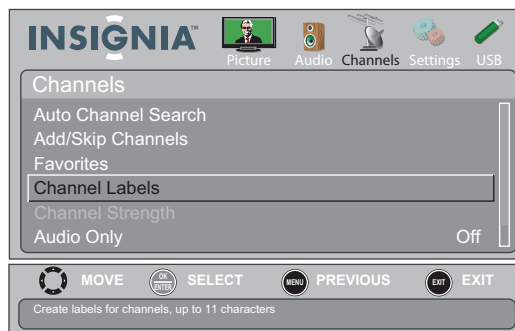 INSIGNIA™
Picture Audio Channels Settings USB
Channels
Auto Channel Search
Add/Skip Channels
Favorites
Channel Labels
Channel Strength
Audio Only Off
MOVE OK ENTER SELECT MENU PREVIOUS EXIT EXIT
Create labels for channels, up to 11 characters